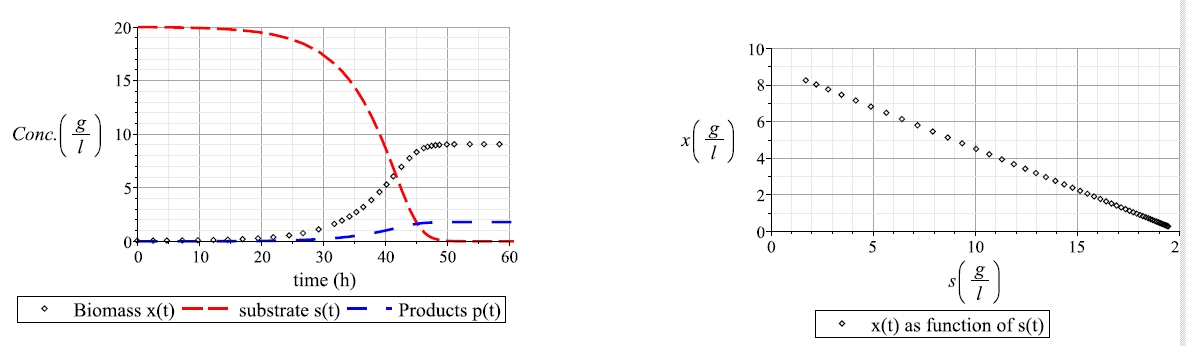 20
15
Conc.(g/l) 10
5
0
0 10 20 30 40 50 60
time (h)
Biomass x(t) substrate s(t) Products p(t)
10
8
x(g/l) 6
4
2
0
0 5 10 15 2
s(g/l)
x(t) as function of s(t)